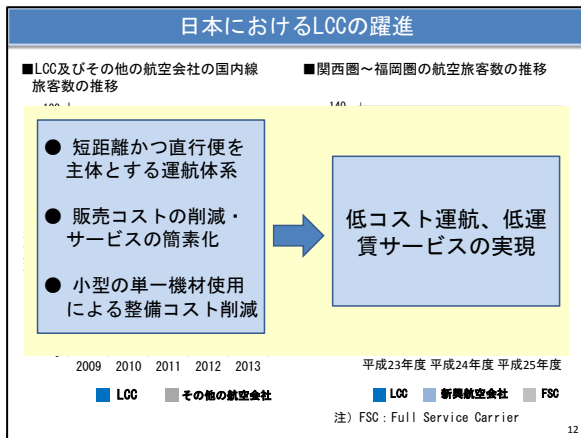 日本におけるLCCの躍進
■LCC及びその他の航空会社の国内線
旅客数の推移
■関西圏～福岡圏の航空旅客数の推移
140
● 短距離かつ直行便を
主体とする運航体系
● 販売コストの削減・
サービスの簡素化
● 小型の単一機材使用
による整備コスト削減
低コスト運航、低運
賃サービスの実現
2009 2010 2011 2012 2013
平成23年度 平成24年度 平成25年度
LCC その他の航空会社
LCC 新興航空会社 FSC
注）FSC：Full Service Carrier
12